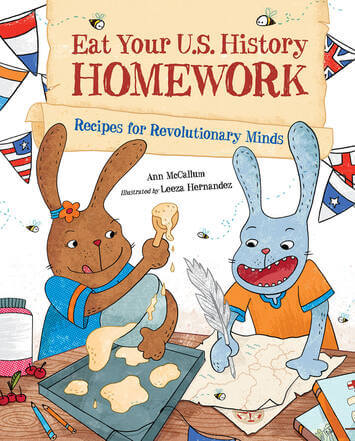 Eat Your U.S. History
HOMEWORK
Recipes for Revolutionary Minds
Ann McCallum
Illustrated by Leeza Hernandez